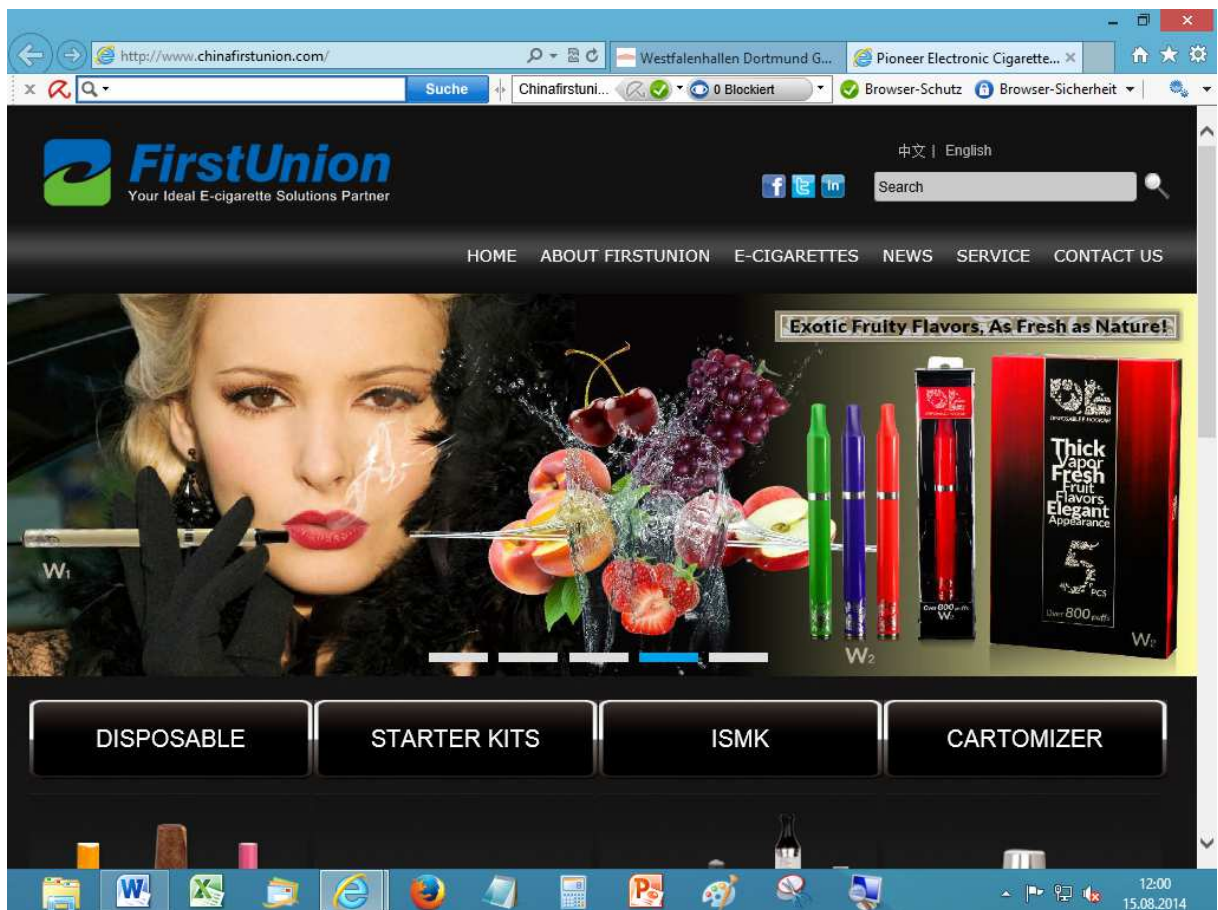 http://www.chinafirstunion.com/
Westfalenhallen Dortmund G...
Pioneer Electronic Cigarette...
Suche
Chinafirstuni...
0 Blockiert
Browser-Schutz
Browser-Sicherheit
中文 | English
FirstUnion
Your Ideal E-cigarette Solutions Partner
Search
HOME ABOUT FIRSTUNION E-CIGARETTES NEWS SERVICE CONTACT US
Exotic Fruity Flavors, As Fresh as Nature!
Thick
Vapor
Fresh
Fruit
Flavors
Elegant
Appearance
5
PCS
Over 800 puffs
Over 800 puffs
W1
W2
DISPOSABLE STARTER KITS ISMK CARTOMIZER
12:00
15.08.2014